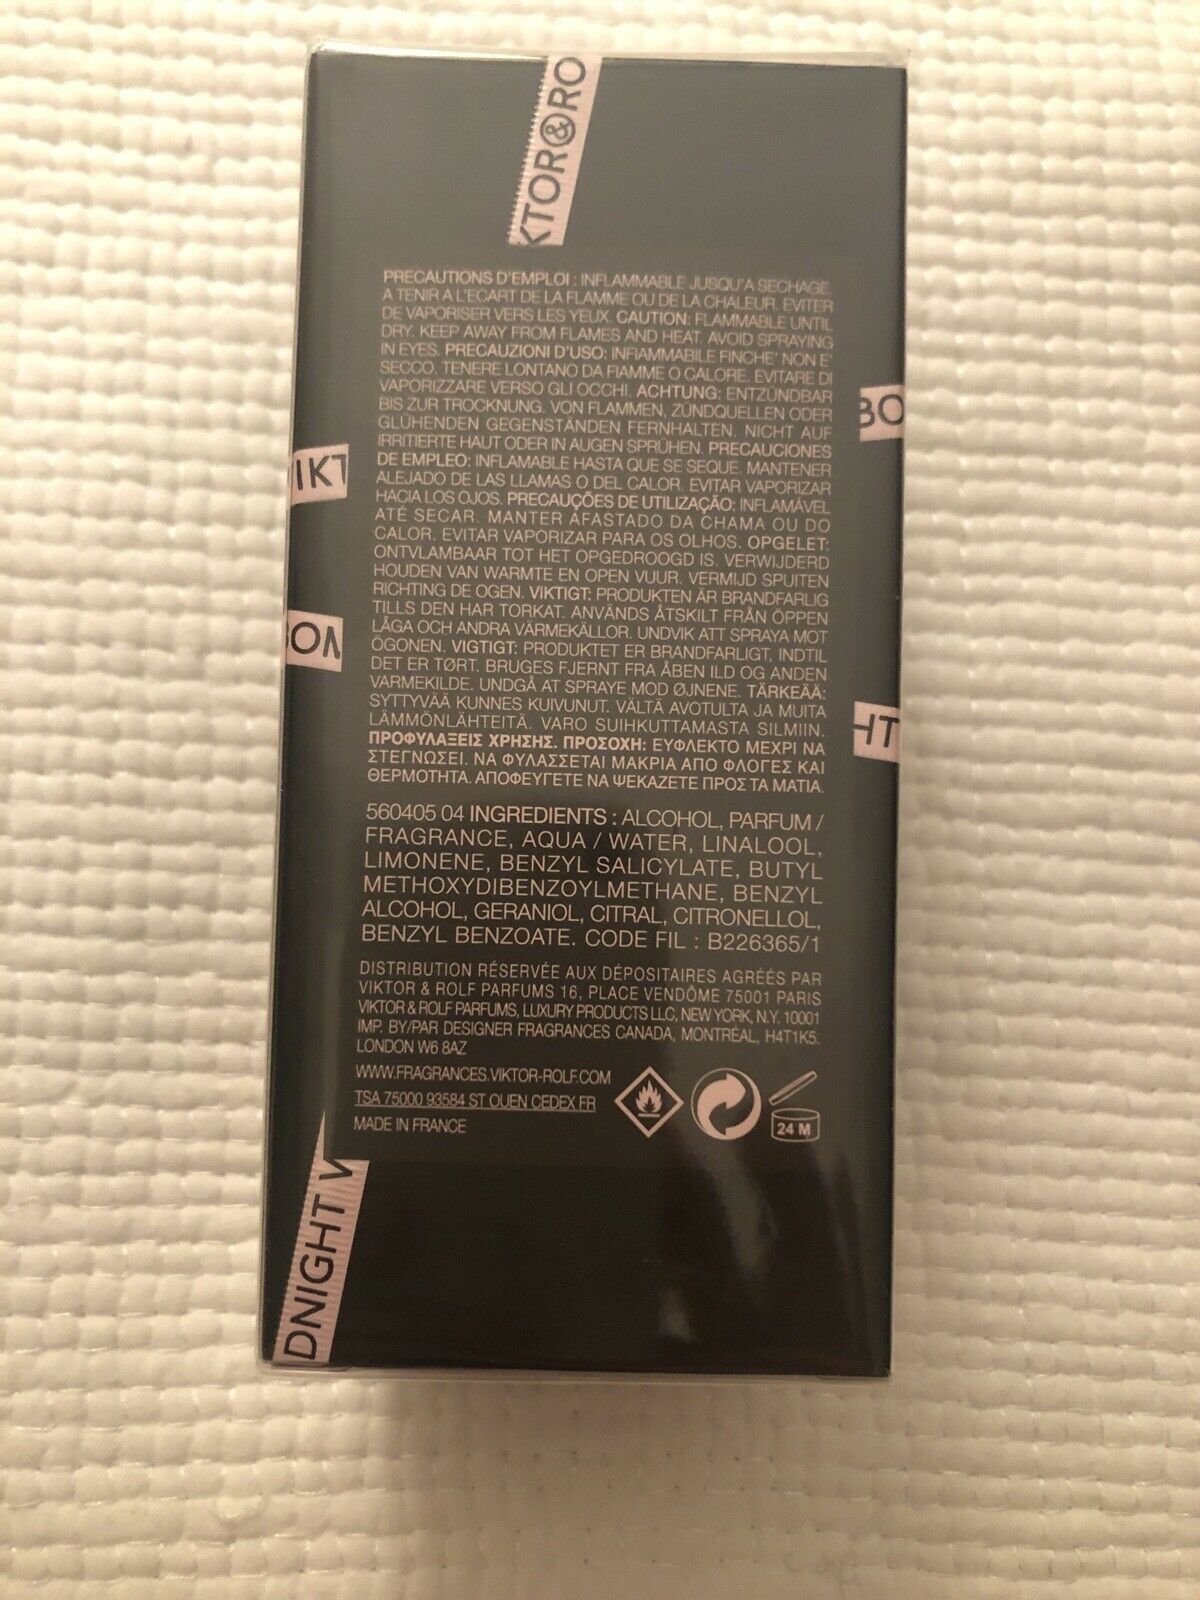 KTOR&RO
PRECAUTIONS D'EMPLOI : INFLAMMABLE JUSQU'A SECHAGE.
A TENIR A L'ECART DE LA FLAMME OU DE LA CHALEUR. EVITER
DE VAPORISER VERS LES YEUX. CAUTION: FLAMMABLE UNTIL
DRY. KEEP AWAY FROM FLAMES AND HEAT. AVOID SPRAYING
IN EYES. PRECAUZIONI D'USO: INFIAMMABILE FINCHE' NON E'
SECCO. TENERE LONTANO DA FIAMME O CALORE. EVITARE DI
VAPORIZZARE VERSO GLI OCCHI. ACHTUNG: ENTZÜNDBAR
BIS ZUR TROCKNUNG. VON FLAMMEN, ZÜNDQUELLEN ODER
GLÜHENDEN GEGENSTÄNDEN FERNHALTEN. NICHT AUF
IRRITIERTE HAUT ODER IN AUGEN SPRÜHEN. PRECAUCIONES
DE EMPLEO: INFLAMABLE HASTA QUE SE SEQUE. MANTENER
ALEJADO DE LAS LLAMAS O DEL CALOR. EVITAR VAPORIZAR
HACIA LOS OJOS. PRECAUÇÕES DE UTILIZAÇÃO: INFLAMÁVEL
ATÉ SECAR. MANTER AFASTADO DA CHAMA OU DO
CALOR. EVITAR VAPORIZAR PARA OS OLHOS. OPGELET:
ONTVLAMBAAR TOT HET OPGEDROOGD IS. VERWIJDERD
HOUDEN VAN WARMTE EN OPEN VUUR. VERMIJD SPUITEN
RICHTING DE OGEN. VIKTIGT: PRODUKTEN ÄR BRANDFARLIG
TILLS DEN HAR TORKAT. ANVÄNDS ÅTSKILT FRÅN ÖPPEN
LÅGA OCH ANDRA VÄRMEKÄLLOR. UNDVIK ATT SPRAYA MOT
ÖGONEN. VIGTIGT: PRODUKTET ER BRANDFARLIGT, INDTIL
DET ER TØRT. BRUGES FJERNT FRA ÅBEN ILD OG ANDEN
VARMEKILDE. UNDGÅ AT SPRAYE MOD ØJNENE. TÄRKEÄÄ:
SYTTYVÄÄ KUNNES KUIVUNUT. VÄLTÄ AVOTULTA JA MUITA
LÄMMÖNLÄHTEITÄ. VARO SUIHKUTTAMASTA SILMIIN.
ΠΡΟΦΥΛΑΞΕΙΣ ΧΡΗΣΗΣ. ΠΡΟΣΟΧΗ: ΕΥΦΛΕΚΤΟ ΜΕΧΡΙ ΝΑ
ΣΤΕΓΝΩΣΕΙ. ΝΑ ΦΥΛΑΣΣΕΤΑΙ ΜΑΚΡΙΑ ΑΠΟ ΦΛΟΓΕΣ ΚΑΙ
ΘΕΡΜΟΤΗΤΑ. ΑΠΟΦΕΥΓΕΤΕ ΝΑ ΨΕΚΑΖΕΤΕ ΠΡΟΣ ΤΑ ΜΑΤΙΑ.
560405 04 INGREDIENTS : ALCOHOL, PARFUM /
FRAGRANCE, AQUA / WATER, LINALOOL,
LIMONENE, BENZYL SALICYLATE, BUTYL
METHOXYDIBENZOYLMETHANE, BENZYL
ALCOHOL, GERANIOL, CITRAL, CITRONELLOL,
BENZYL BENZOATE. CODE FIL : B226365/1
DISTRIBUTION RÉSERVÉE AUX DÉPOSITAIRES AGRÉÉS PAR
VIKTOR & ROLF PARFUMS 16, PLACE VENDÔME 75001 PARIS
VIKTOR & ROLF PARFUMS, LUXURY PRODUCTS LLC, NEW YORK, N.Y. 10001
IMP. BY/PAR DESIGNER FRAGRANCES CANADA, MONTRÉAL, H4T1K5.
LONDON W6 8AZ
WWW.FRAGRANCES.VIKTOR-ROLF.COM
TSA 75000 93584 ST OUEN CEDEX FR
MADE IN FRANCE
24 M
IKT
BO
HT
DNIGHT